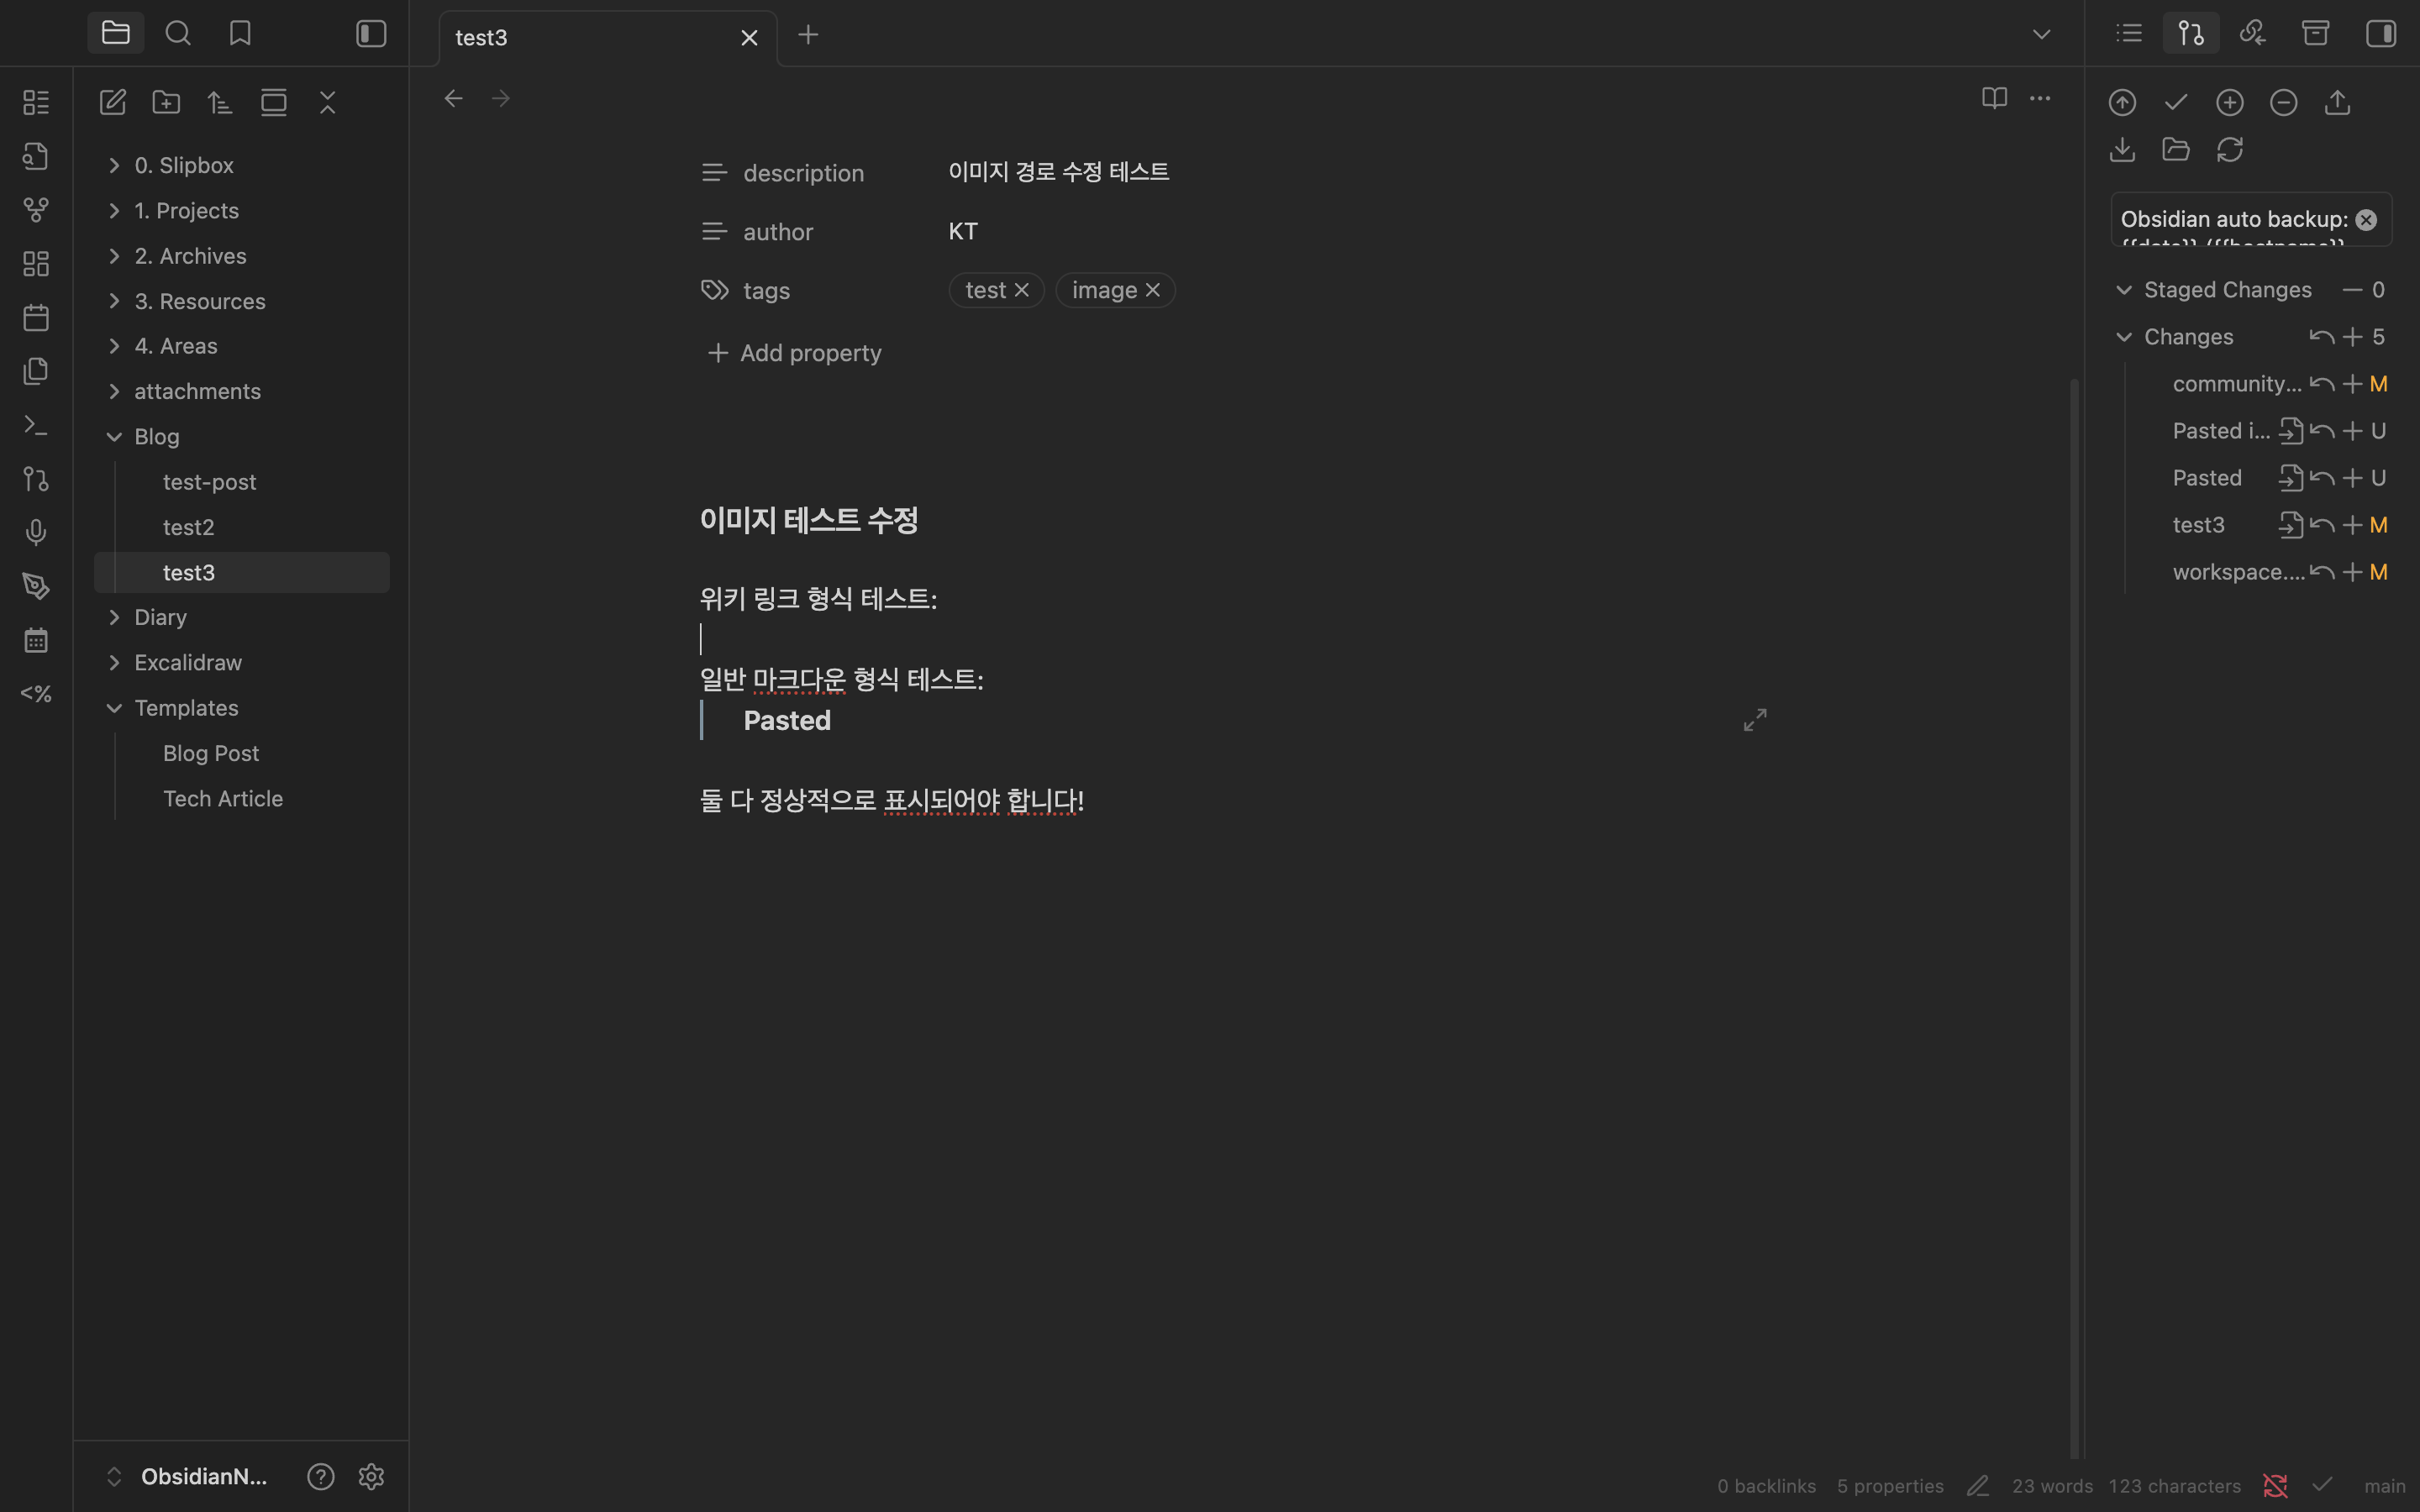 test3
0. Slipbox
1. Projects
2. Archives
3. Resources
4. Areas
attachments
Blog
test-post
test2
test3
Diary
Excalidraw
Templates
Blog Post
Tech Article
ObsidianN...
<%
description 이미지 경로 수정 테스트
author KT
tags test image
Add property
이미지 테스트 수정
위키 링크 형식 테스트:
일반 마크다운 형식 테스트:
Pasted
둘 다 정상적으로 표시되어야 합니다!
Obsidian auto backup:
{{date}} ({{hostname}}
Staged Changes 0
Changes 5
community... M
Pasted i... U
Pasted U
test3 M
workspace.... M
0 backlinks 5 properties 23 words 123 characters main